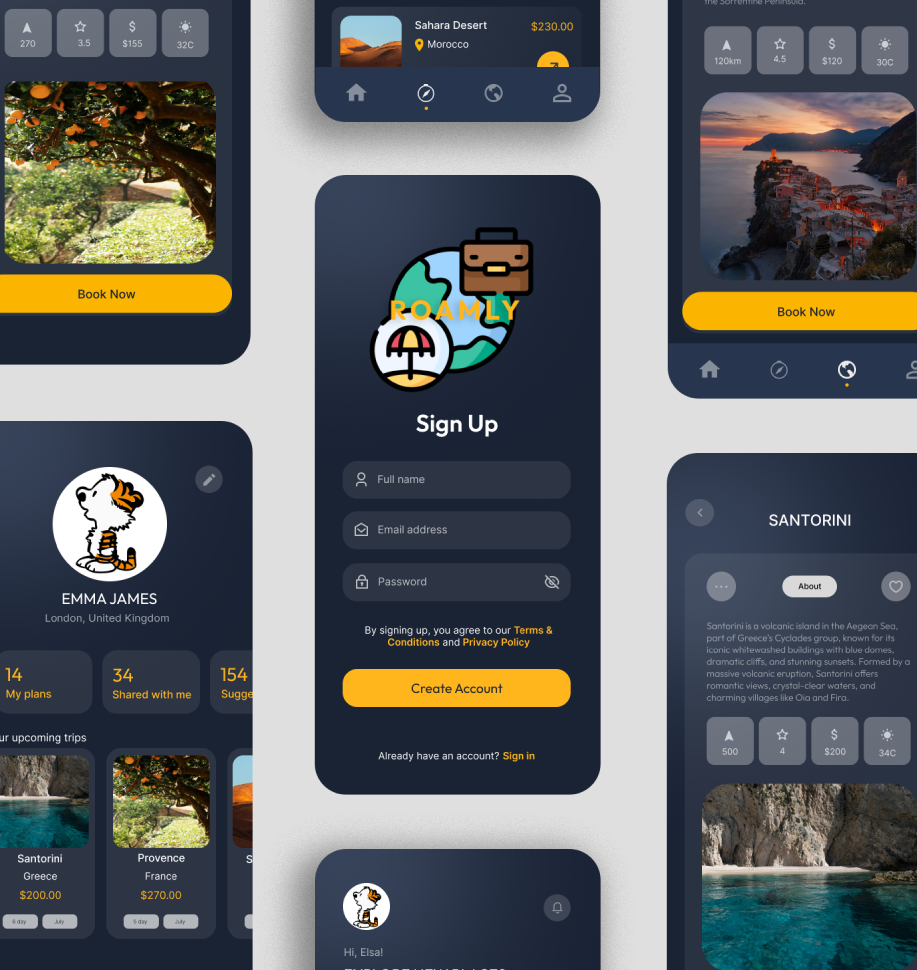 270
3.5
$155
32C
Book Now
Sahara Desert
$230.00
Morocco
the Sorrentine Peninsula.
120km
4.5
$120
30C
Book Now
ROAMLY
Sign Up
Full name
Email address
Password
By signing up, you agree to our Terms &
Conditions and Privacy Policy
Create Account
Already have an account? Sign in
EMMA JAMES
London, United Kingdom
14
My plans
34
Shared with me
154
Sugge
ur upcoming trips
Santorini
Greece
$200.00
6 day
July
Provence
France
$270.00
5 day
July
S
SANTORINI
About
Santorini is a volcanic island in the Aegean Sea,
part of Greece's Cyclades group, known for its
iconic whitewashed buildings with blue domes,
dramatic cliffs, and stunning sunsets. Formed by a
massive volcanic eruption, Santorini offers
romantic views, crystal-clear waters, and
charming villages like Oia and Fira.
500
4
$200
34C
Hi, Elsa!